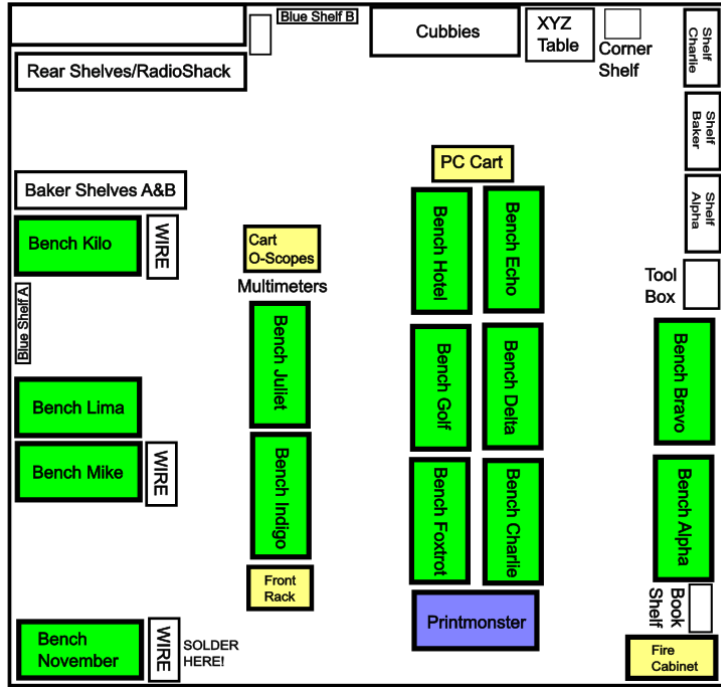 Blue Shelf B
Cubbies
XYZ
Table
Corner
Shelf
Shelf
Charlie
Rear Shelves/RadioShack
Shelf
Baker
PC Cart
Baker Shelves A&B
Shelf
Alpha
Bench Kilo
WIRE
Cart
O-Scopes
Multimeters
Bench Hotel
Bench Echo
Tool
Box
Blue Shelf A
Bench Juliet
Bench Golf
Bench Delta
Bench Bravo
Bench Lima
Bench Mike
WIRE
Bench Indigo
Bench Foxtrot
Bench Charlie
Bench Alpha
Front
Rack
Printmonster
Book
Shelf
Bench
November
WIRE
SOLDER
HERE!
Fire
Cabinet